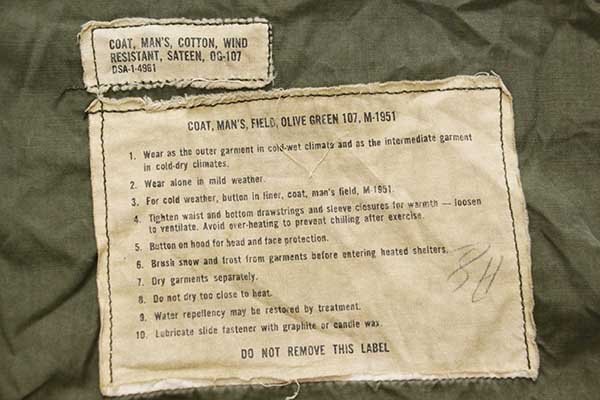 COAT, MAN'S, COTTON, WIND
RESISTANT, SATEEN, OG-107
DSA-1-4961
COAT, MAN'S, FIELD, OLIVE GREEN 107, M-1951
1. Wear as the outer garment in cold-wet climate and as the intermediate garment
in cold-dry climates.
2. Wear alone in mild weather.
3. For cold weather, button in liner, coat, man's field, M-1951.
4. Tighten waist and bottom drawstrings and sleeve closures for warmth — loosen
to ventilate. Avoid over-heating to prevent chilling after exercise.
5. Button on hood for head and face protection.
6. Brush snow and frost from garments before entering heated shelters.
7. Dry garments separately.
8. Do not dry too close to heat.
9. Water repellency may be restored by treatment.
10. Lubricate slide fastener with graphite or candle wax.
DO NOT REMOVE THIS LABEL